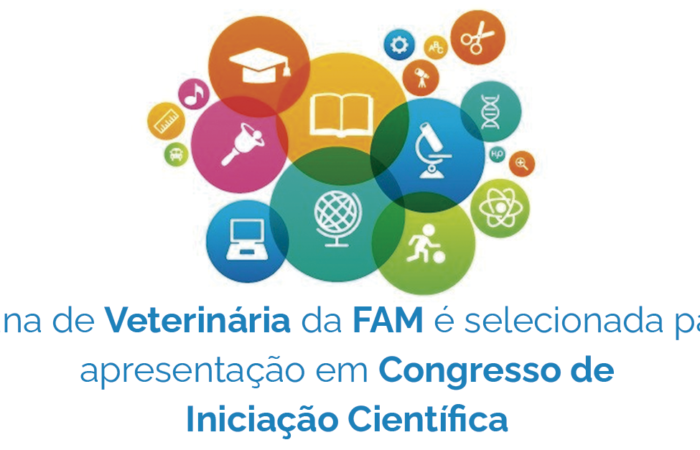 na de Veterinária da FAM é selecionada pa
apresentação em Congresso de
Iniciação Científica